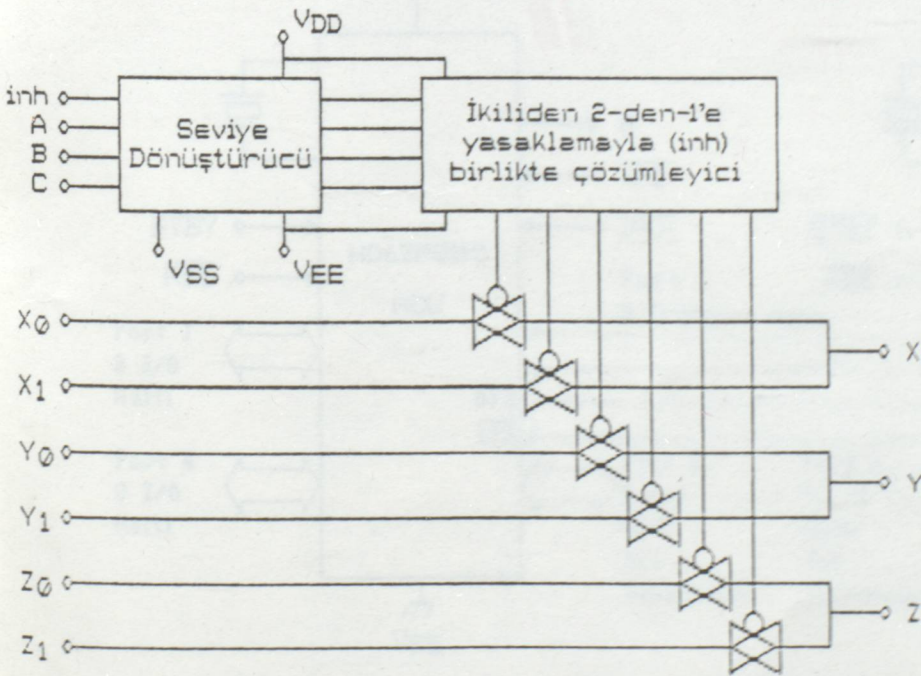 VDD
inh
A
B
C
Seviye
Dönüştürücü
İkiliden 2-den-1'e
yasaklamayla (inh)
birlikte çözümleyici
VSS
VEE
X0
X1
X
Y0
Y1
Y
Z0
Z1
Z